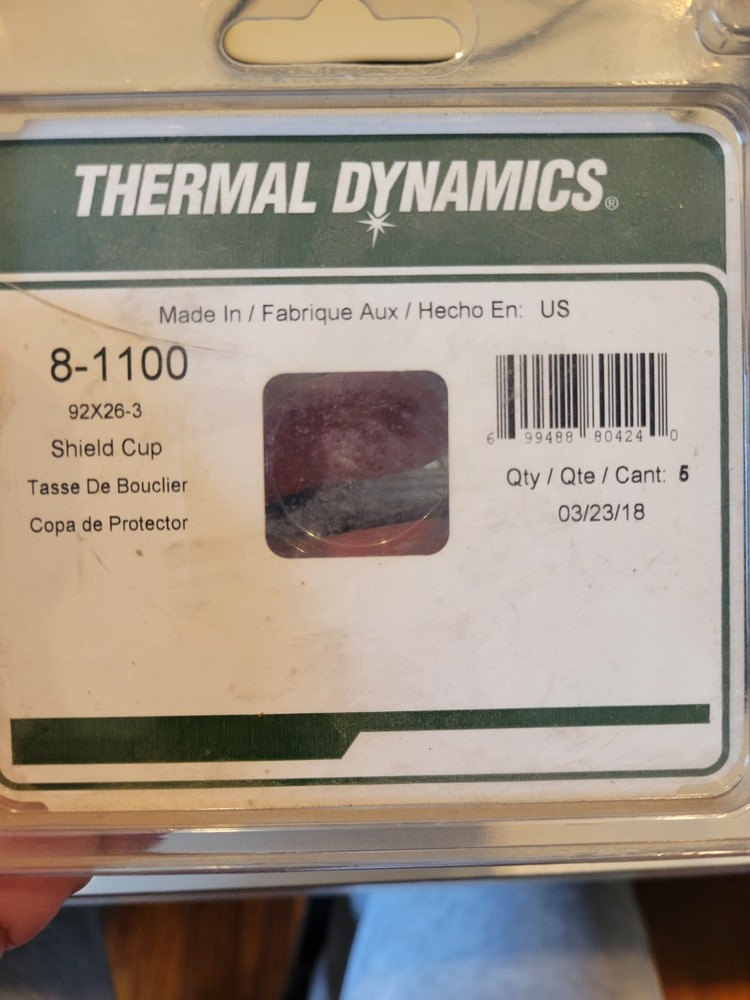 THERMAL DYNAMICS®
Made In / Fabrique Aux / Hecho En: US
8-1100
92X26-3
Shield Cup
Tasse De Bouclier
Copa de Protector
6 99488 80424 0
Qty / Qte / Cant: 5
03/23/18